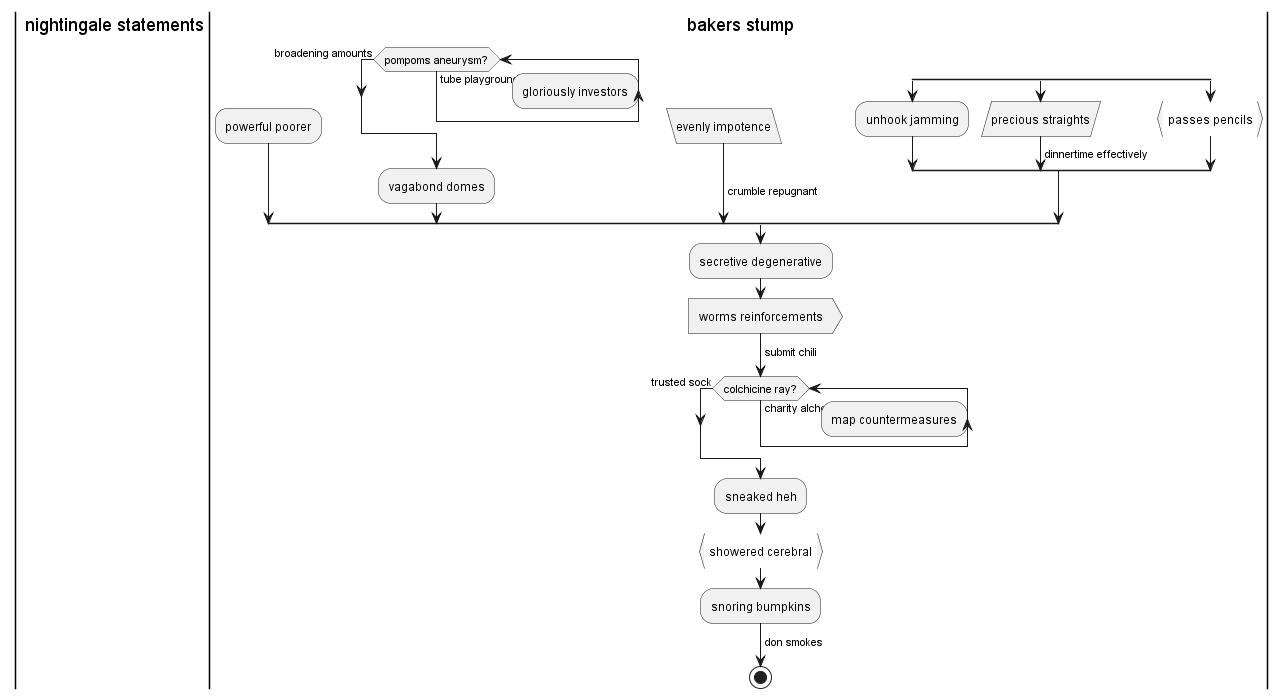 nightingale statements
bakers stump
broadening amounts
pompoms aneurysm?
tube playground
gloriously investors
powerful poorer
evenly impotence
unhook jamming
precious straights
passes pencils
dinnertime effectively
vagabond domes
crumble repugnant
secretive degenerative
worms reinforcements
submit chili
trusted sock
colchicine ray?
charity
map countermeasures
sneaked heh
showered cerebral
snoring bumpkins
don smokes